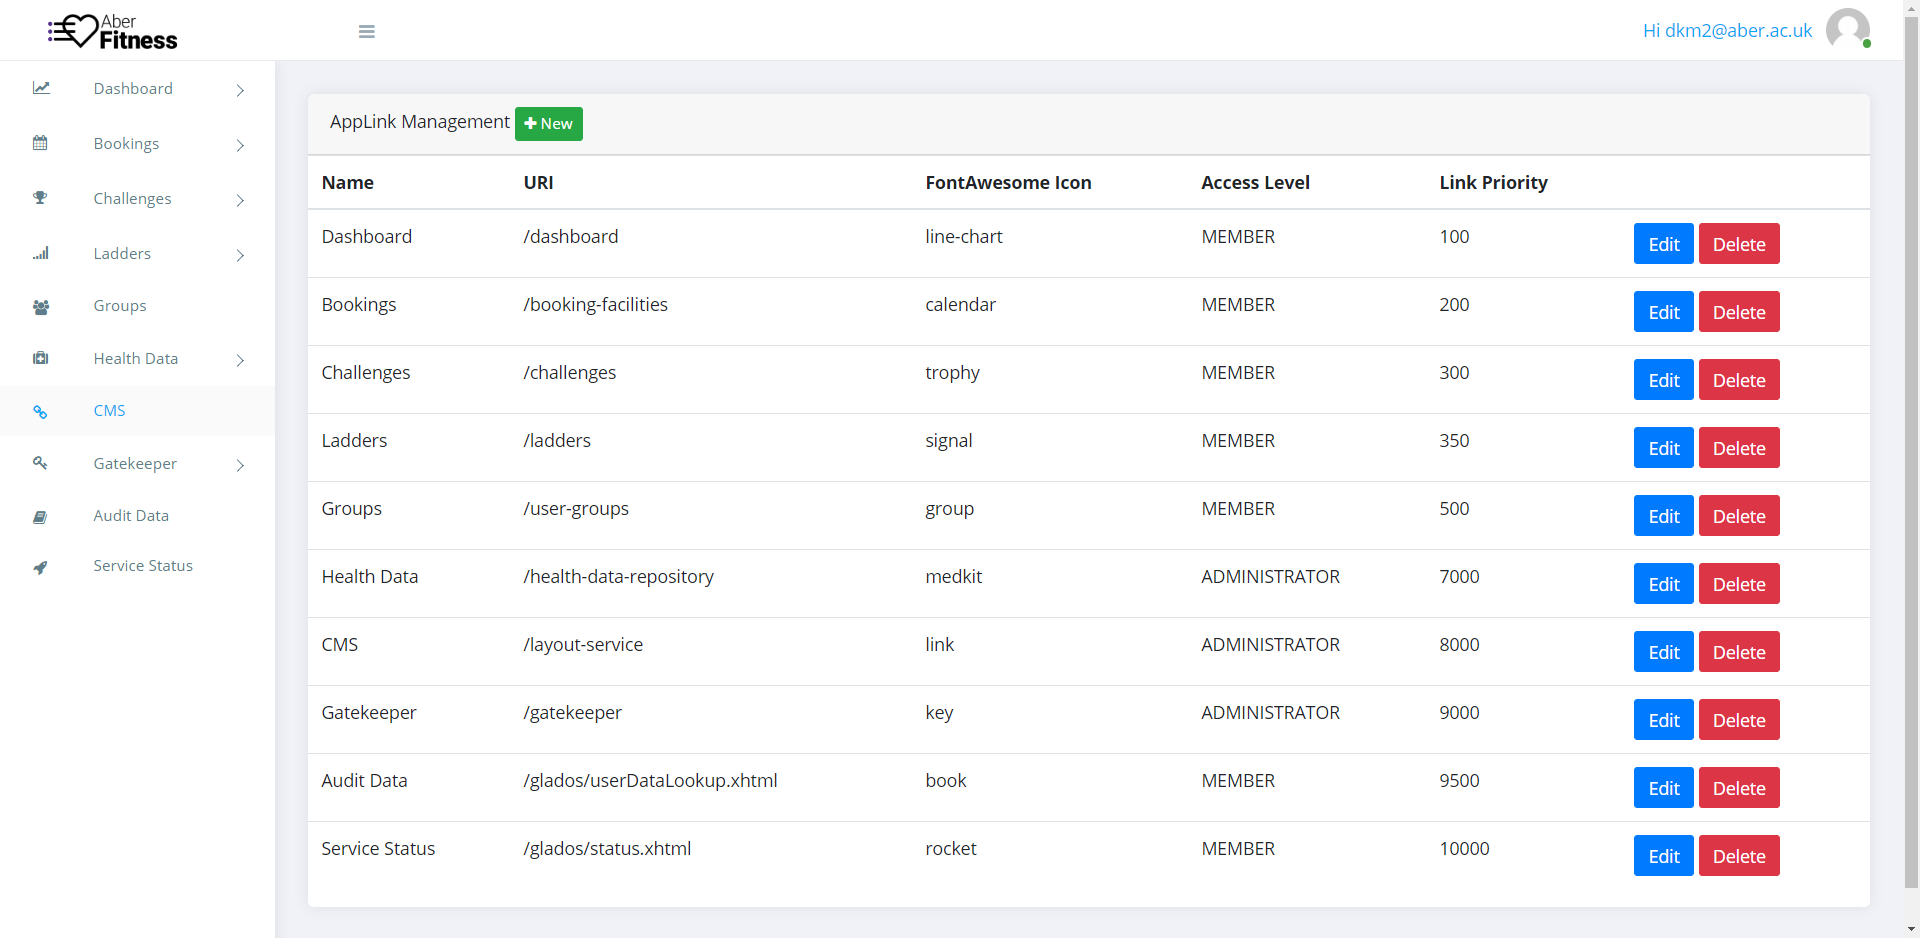 Aber
Fitness
Hi dkm2@aber.ac.uk
Dashboard
Bookings
Challenges
Ladders
Groups
Health Data
CMS
Gatekeeper
Audit Data
Service Status
AppLink Management New
Name URI FontAwesome Icon Access Level Link Priority
Dashboard /dashboard line-chart MEMBER 100 Edit Delete
Bookings /booking-facilities calendar MEMBER 200 Edit Delete
Challenges /challenges trophy MEMBER 300 Edit Delete
Ladders /ladders signal MEMBER 350 Edit Delete
Groups /user-groups group MEMBER 500 Edit Delete
Health Data /health-data-repository medkit ADMINISTRATOR 7000 Edit Delete
CMS /layout-service link ADMINISTRATOR 8000 Edit Delete
Gatekeeper /gatekeeper key ADMINISTRATOR 9000 Edit Delete
Audit Data /glados/userDataLookup.xhtml book MEMBER 9500 Edit Delete
Service Status /glados/status.xhtml rocket MEMBER 10000 Edit Delete